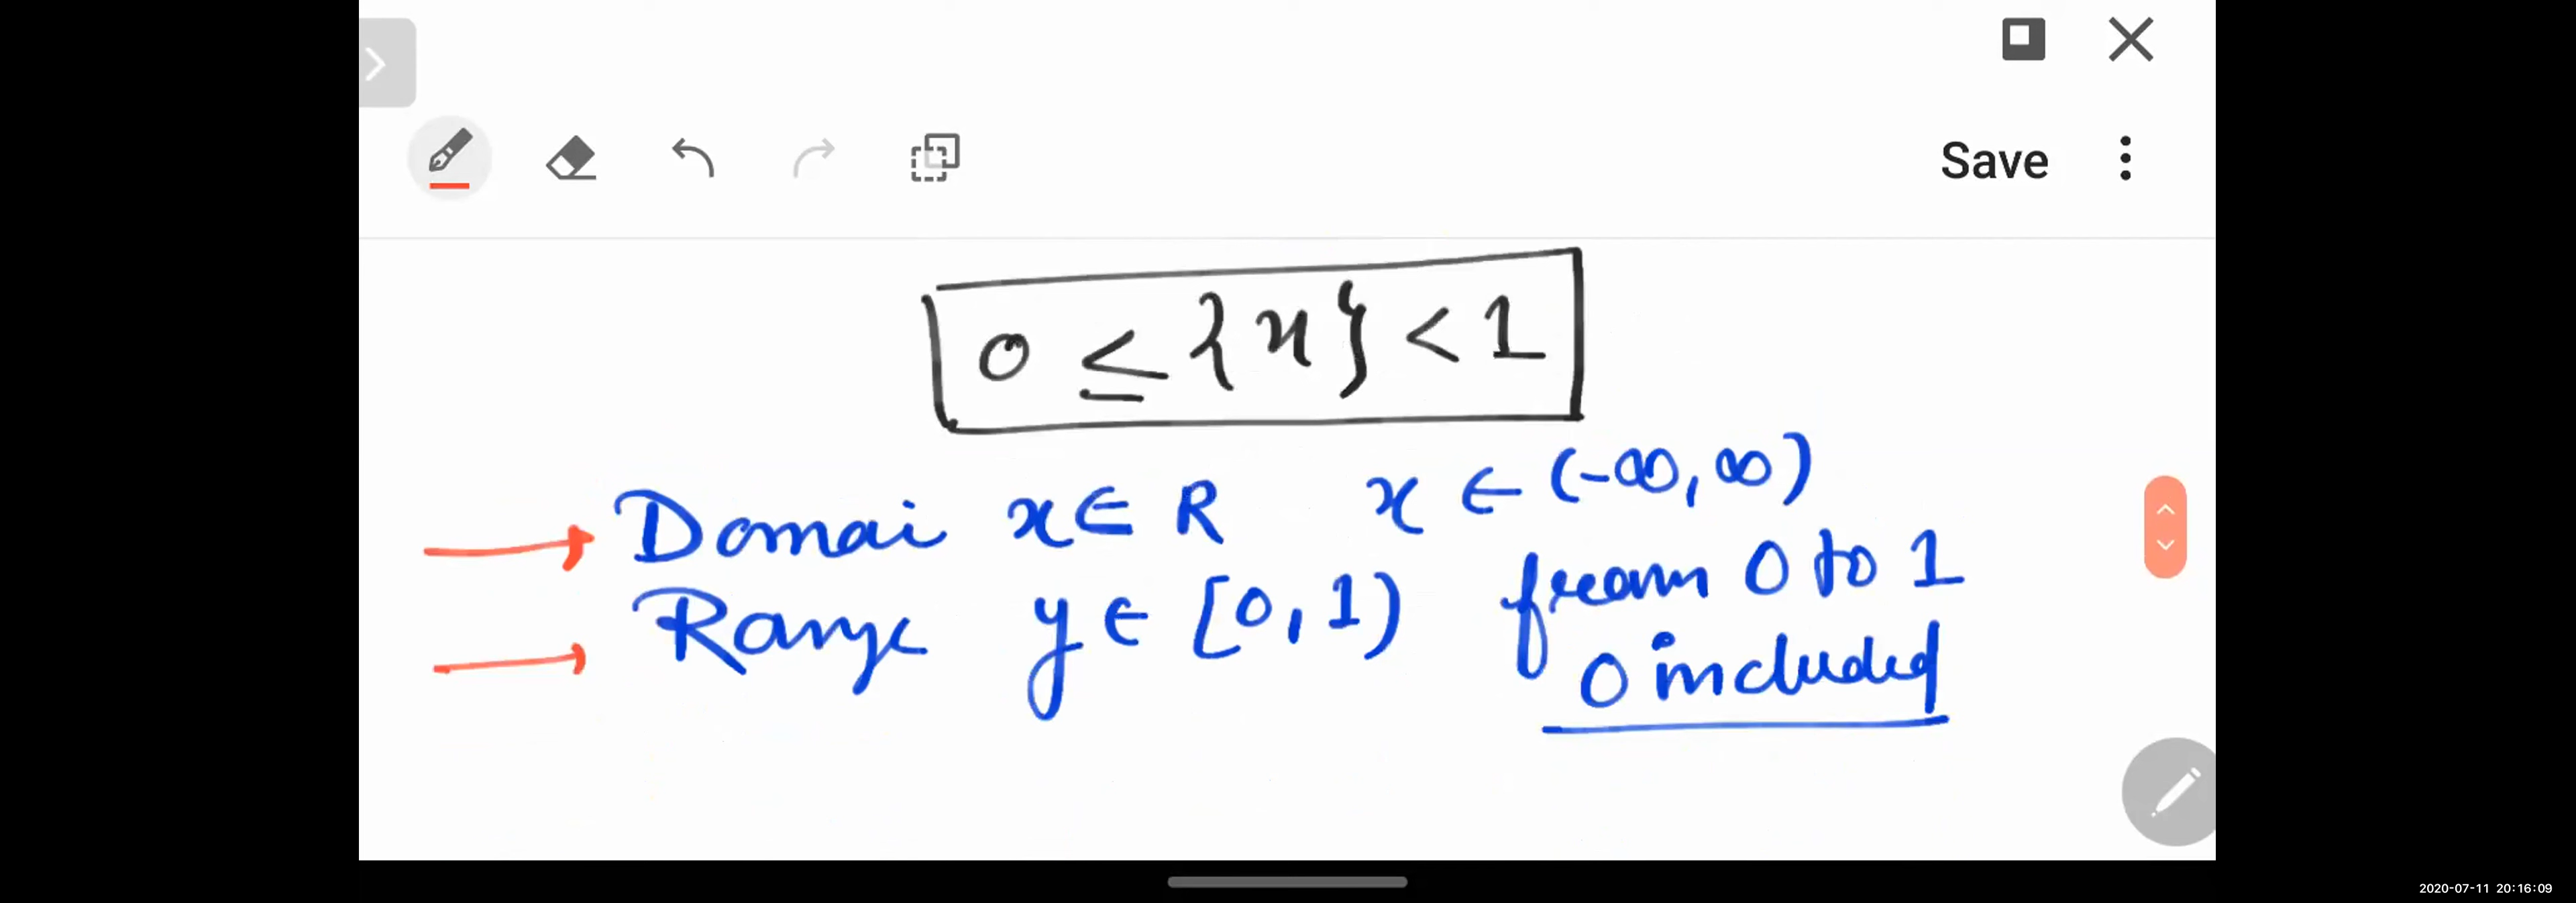 Save
0 ≤ {x} < 1
Domai x ∈ R x ∈ (-∞, ∞)
Range y ∈ [0, 1) from 0 to 1
0 included
2020-07-11 20:16:09